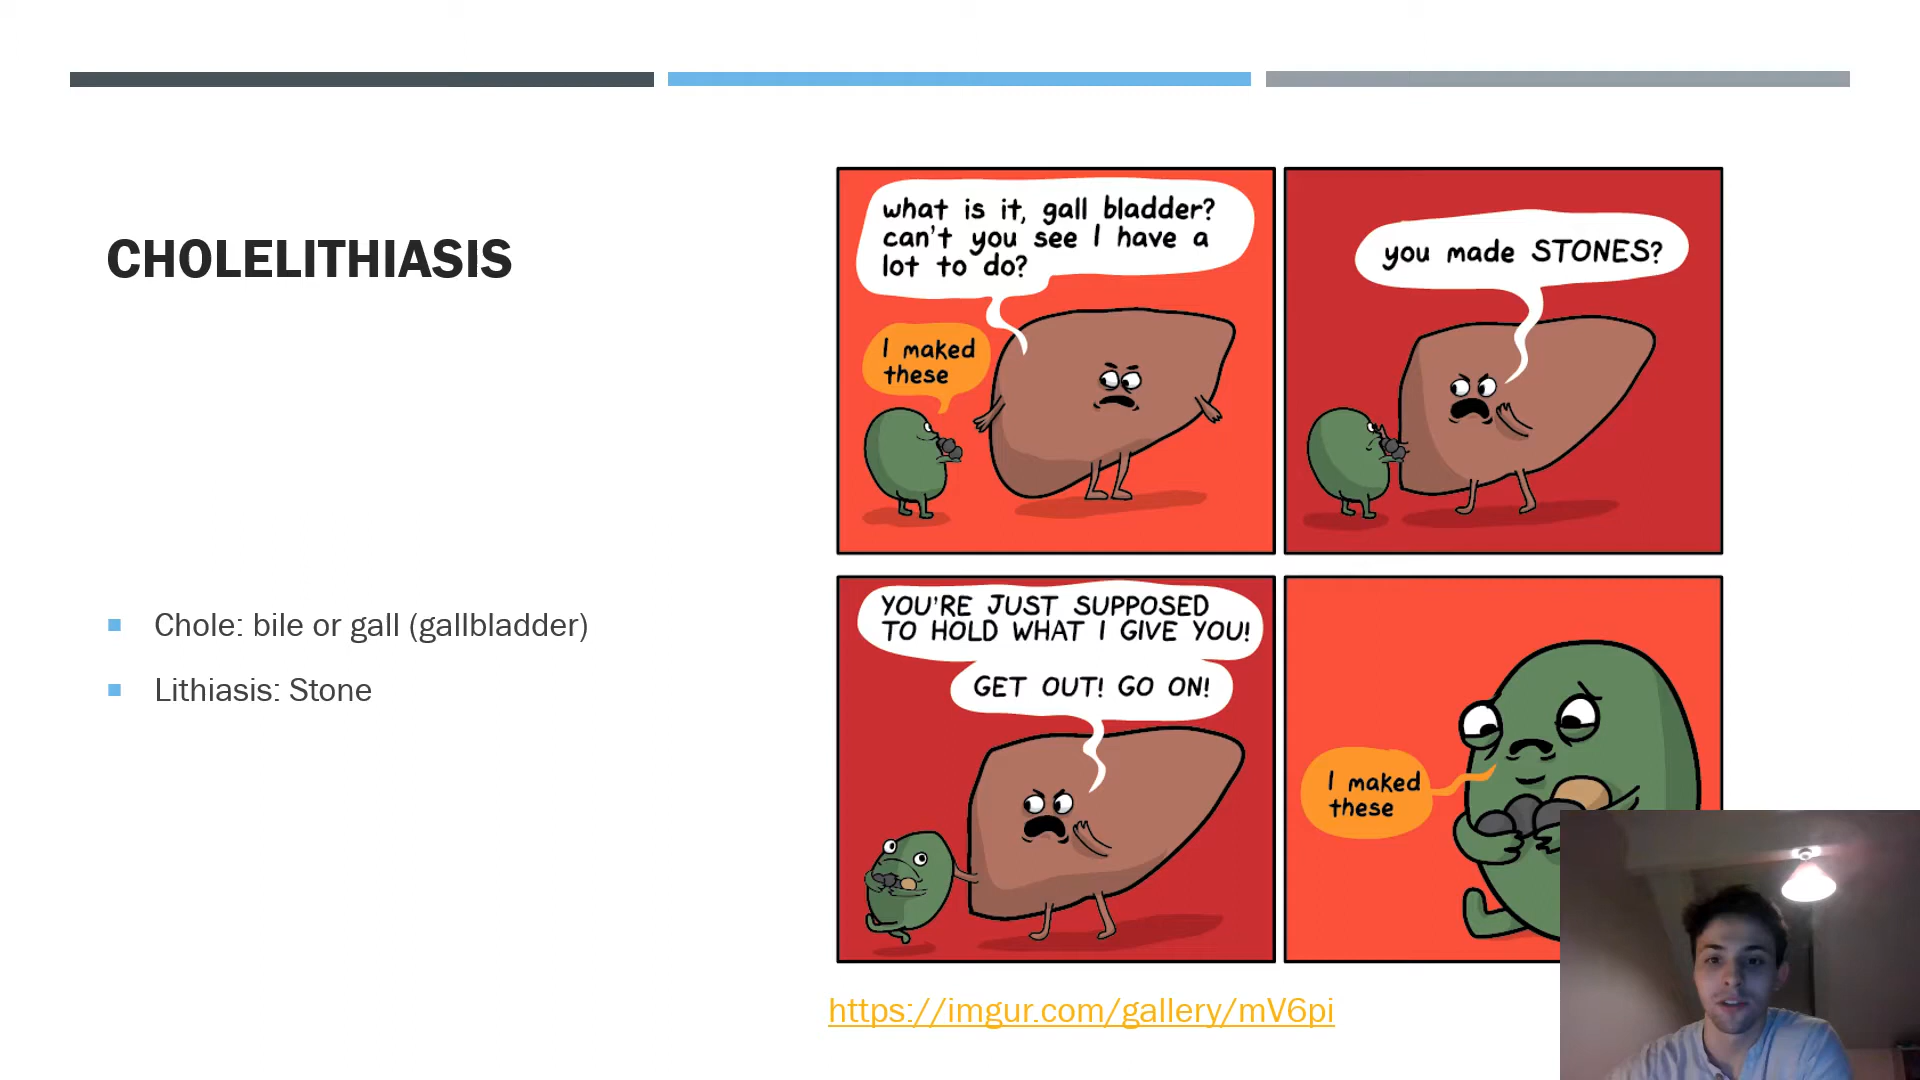 CHOLELITHIASIS
Chole: bile or gall (gallbladder)
Lithiasis: Stone
what is it, gall bladder?
can't you see I have a
lot to do?
I maked
these
you made STONES?
YOU'RE JUST SUPPOSED
TO HOLD WHAT I GIVE YOU!
GET OUT! GO ON!
I maked
these
https://imgur.com/gallery/mV6pi